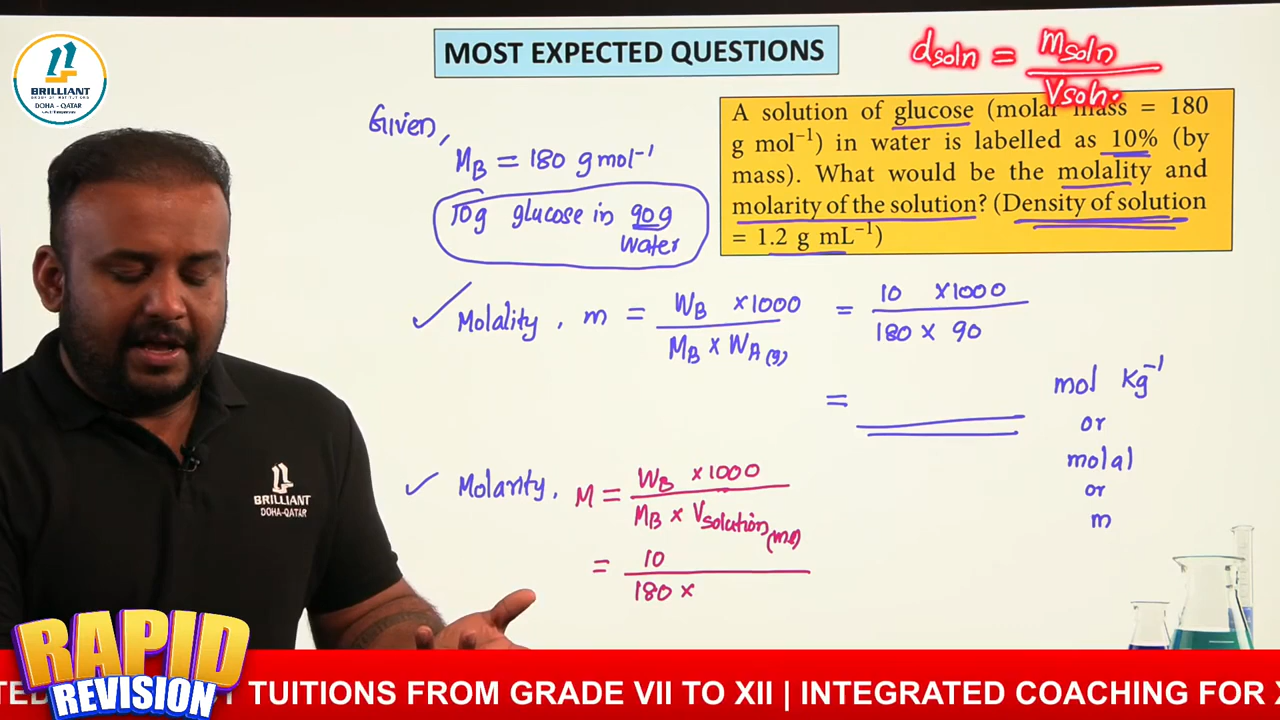 BRILLIANT
GROUP OF INSTITUTIONS
DOHA - QATAR
MOST EXPECTED QUESTIONS
dsoln = msoln / Vsoln.
A solution of glucose (molar mass = 180
g mol⁻¹) in water is labelled as 10% (by
mass). What would be the molality and
molarity of the solution? (Density of solution
= 1.2 g mL⁻¹)
Given,
MB = 180 g mol⁻¹
10g glucose in 90g
water
Molality, m = WB × 1000 / MB × WA(g) = 10 × 1000 / 180 × 90
= mol Kg⁻¹
or
molal
or
m
Molarity, M = WB × 1000 / MB × Vsolution(ml)
= 10 / 180 ×
BRILLIANT
DOHA-QATAR
RAPID
REVISION
TUITIONS FROM GRADE VII TO XII | INTEGRATED COACHING FOR